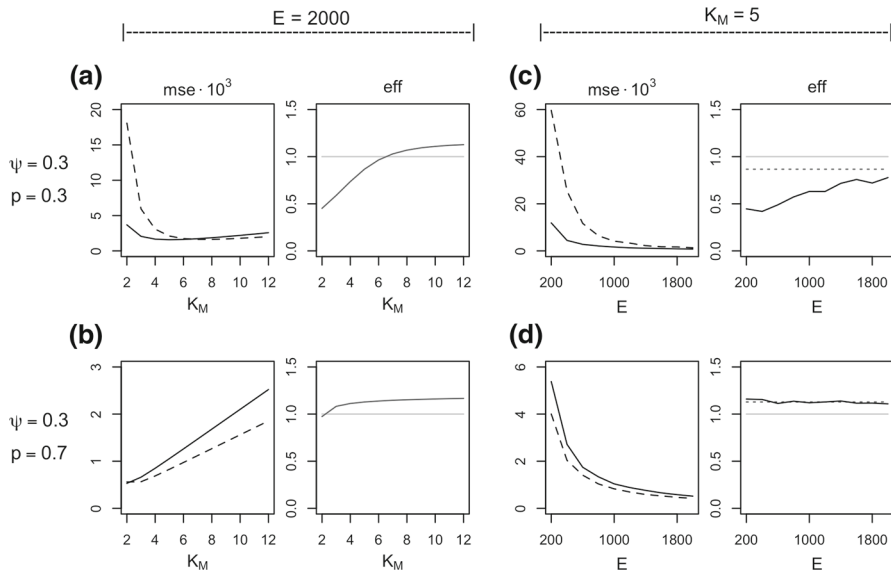 E = 2000
K_M = 5
(a)
mse · 10³
eff
(c)
mse · 10³
eff
ψ = 0.3
p = 0.3
0 5 10 15 20
0.0 0.5 1.0 1.5
0 20 40 60
0.0 0.5 1.0 1.5
2 4 6 8 10 12
2 4 6 8 10 12
200 1000 1800
200 1000 1800
K_M
K_M
E
E
(b)
(d)
ψ = 0.3
p = 0.7
0 1 2 3
0.0 0.5 1.0 1.5
0 2 4 6
0.0 0.5 1.0 1.5
2 4 6 8 10 12
2 4 6 8 10 12
200 1000 1800
200 1000 1800
K_M
K_M
E
E